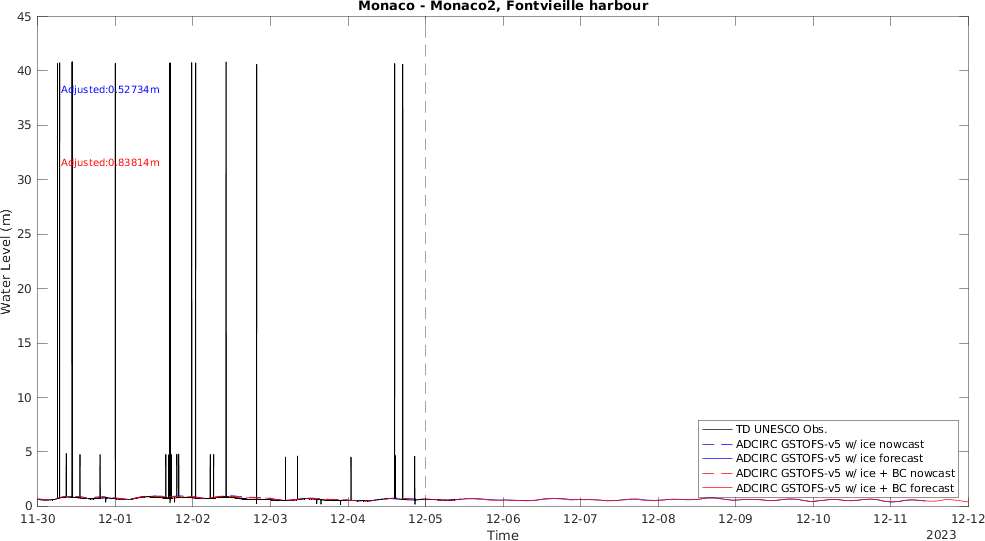 Monaco - Monaco2, Fontvieille harbour
45
40
35
30
25
20
15
10
5
0
Water Level (m)
Adjusted:0.52734m
Adjusted:0.83814m
TD UNESCO Obs.
ADCIRC GSTOFS-v5 w/ ice nowcast
ADCIRC GSTOFS-v5 w/ ice forecast
ADCIRC GSTOFS-v5 w/ ice + BC nowcast
ADCIRC GSTOFS-v5 w/ ice + BC forecast
11-30 12-01 12-02 12-03 12-04 12-05 12-06 12-07 12-08 12-09 12-10 12-11 12-12
Time
2023